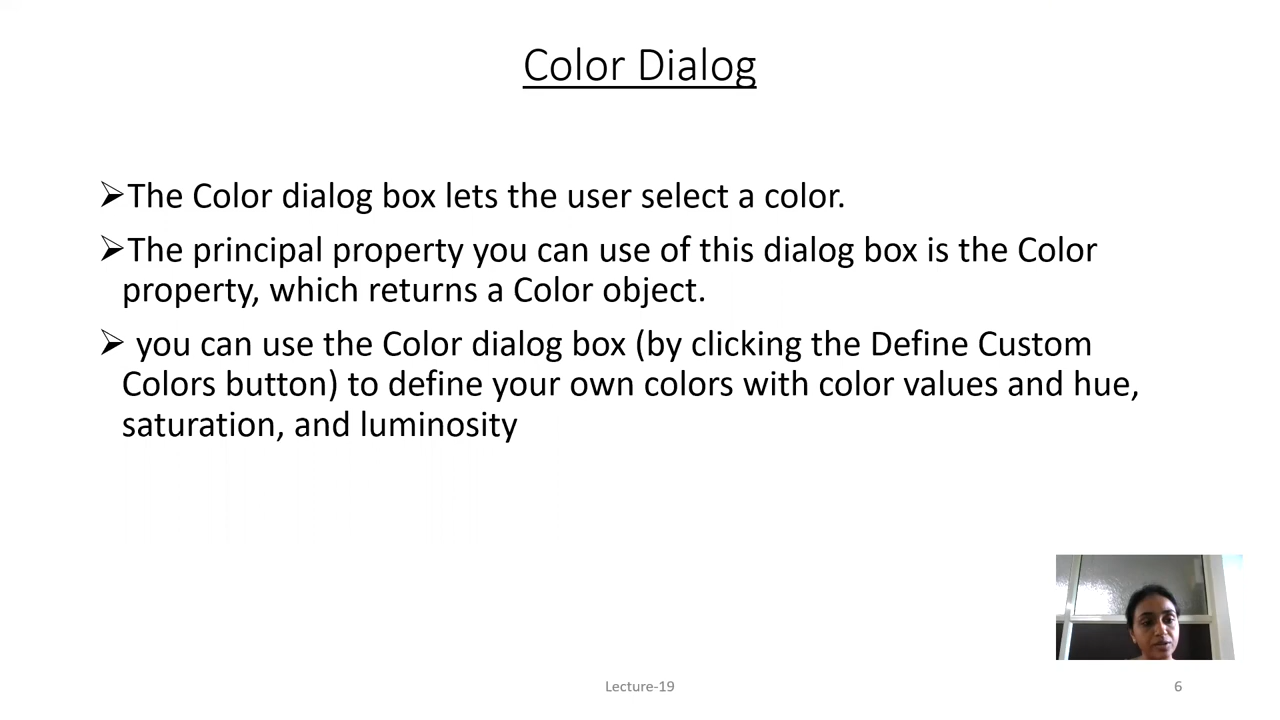 Color Dialog
➢The Color dialog box lets the user select a color.
➢The principal property you can use of this dialog box is the Color
property, which returns a Color object.
➢ you can use the Color dialog box (by clicking the Define Custom
Colors button) to define your own colors with color values and hue,
saturation, and luminosity
Lecture-19
6